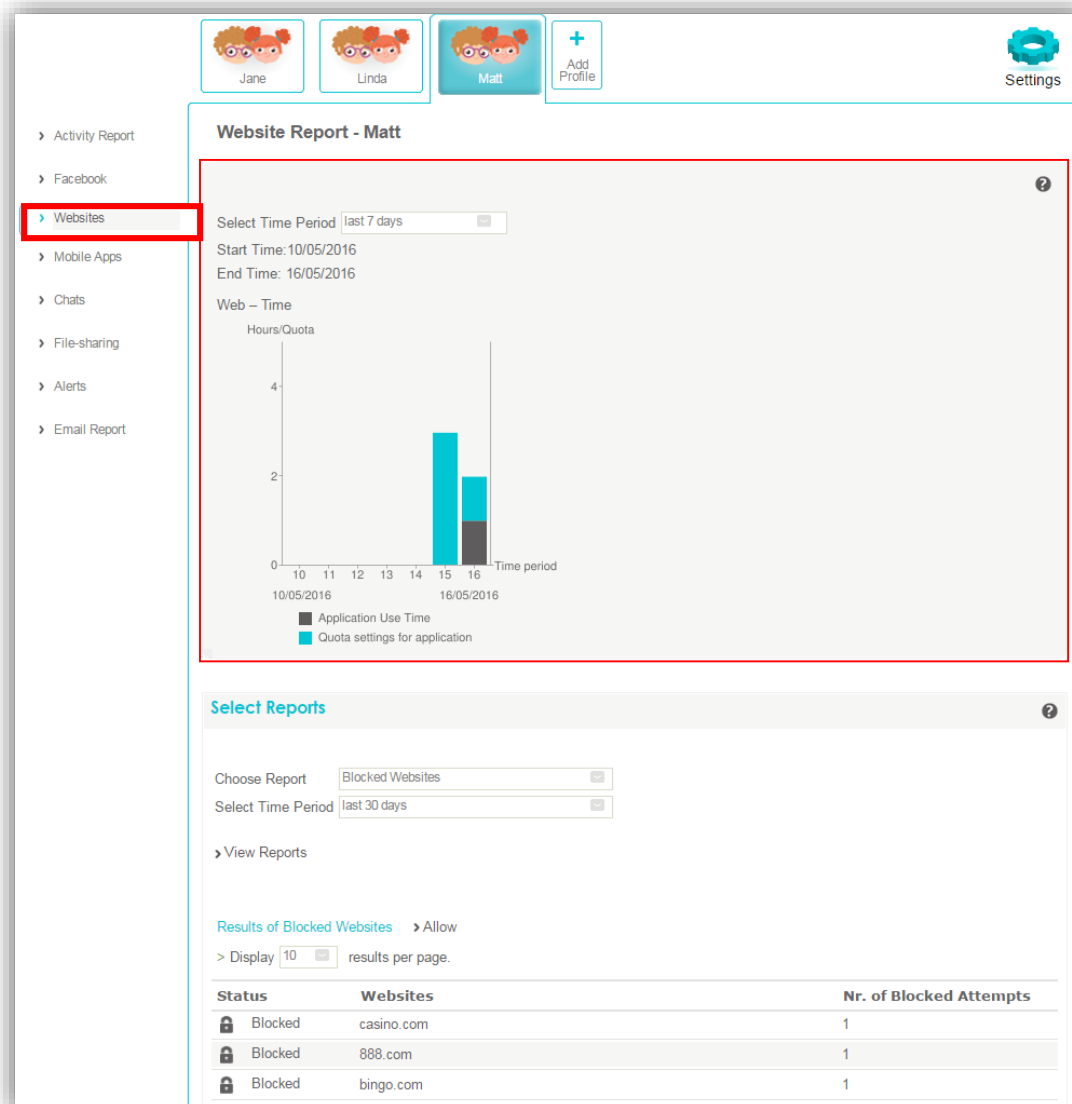 Jane Linda Matt + Add Profile Settings
Activity Report
Facebook
Websites
Mobile Apps
Chats
File-sharing
Alerts
Email Report
Website Report - Matt
?
Select Time Period last 7 days
Start Time:10/05/2016
End Time: 16/05/2016
Web – Time
Hours/Quota
4
2
0
Time period
10 11 12 13 14 15 16
10/05/2016 16/05/2016
Application Use Time
Quota settings for application
Select Reports ?
Choose Report Blocked Websites
Select Time Period last 30 days
View Reports
Results of Blocked Websites Allow
> Display 10 results per page.
Status Websites Nr. of Blocked Attempts
Blocked casino.com 1
Blocked 888.com 1
Blocked bingo.com 1